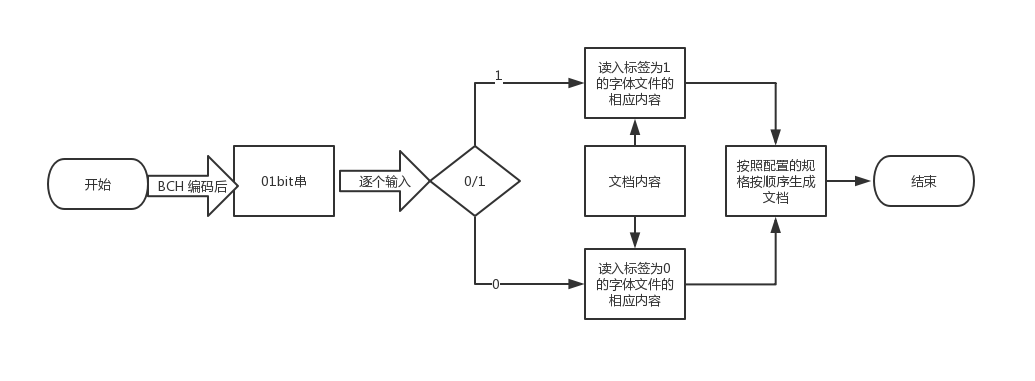 开始
BCH 编码后
01bit串
逐个输入
0/1
1
读入标签为1
的字体文件的
相应内容
文档内容
0
读入标签为0
的字体文件的
相应内容
按照配置的规
格按顺序生成
文档
结束